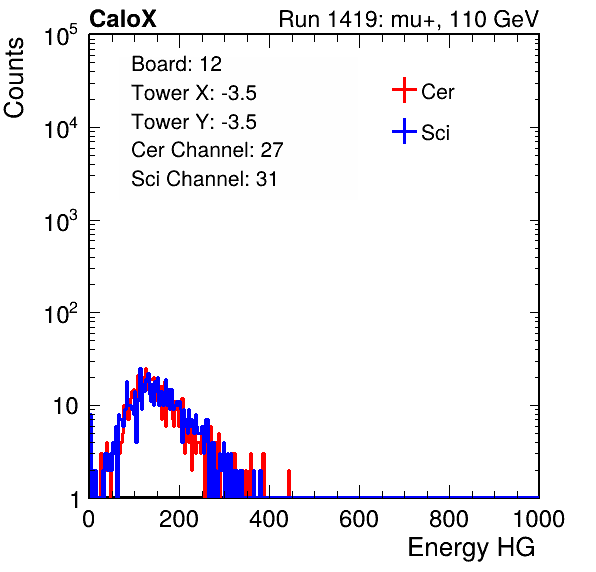 CaloX Run 1419: mu+, 110 GeV
Counts
Board: 12
Tower X: -3.5
Tower Y: -3.5
Cer Channel: 27
Sci Channel: 31
Cer
Sci
10^5
10^4
10^3
10^2
10
1
0 200 400 600 800 1000
Energy HG